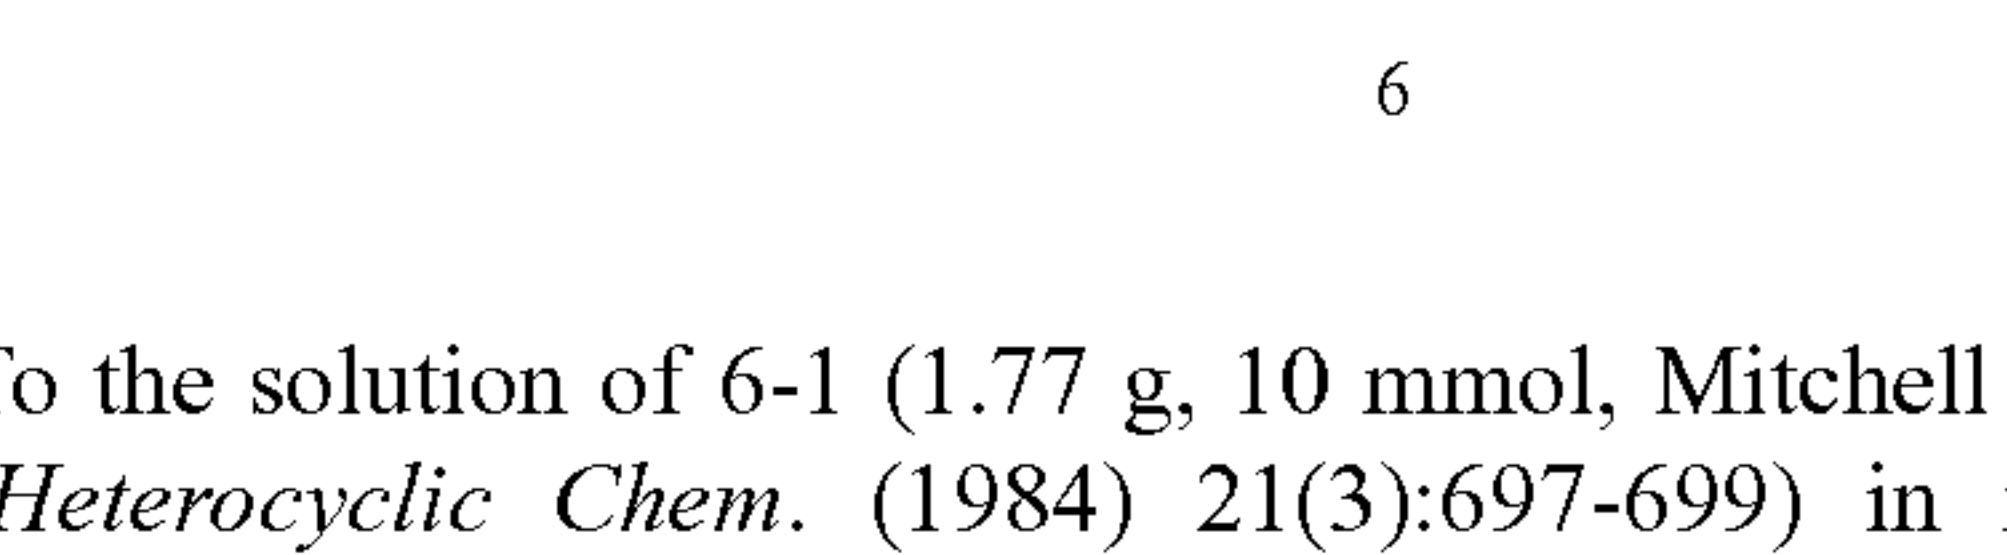 6
To the solution of 6-1 (1.77 g, 10 mmol, Mitchell
Heterocyclic Chem. (1984) 21(3):697-699) in